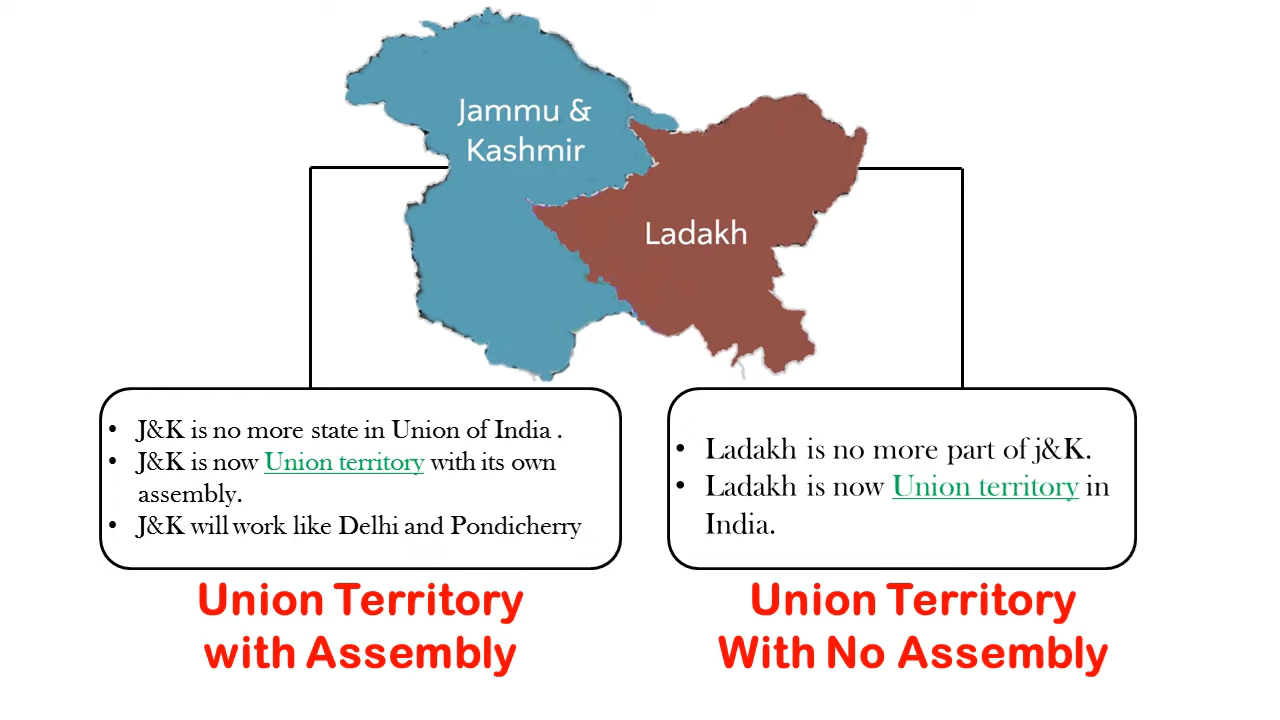 Jammu &
Kashmir
Ladakh
• J&K is no more state in Union of India .
• J&K is now Union territory with its own
assembly.
• J&K will work like Delhi and Pondicherry
• Ladakh is no more part of j&K.
• Ladakh is now Union territory in
India.
Union Territory
with Assembly
Union Territory
With No Assembly